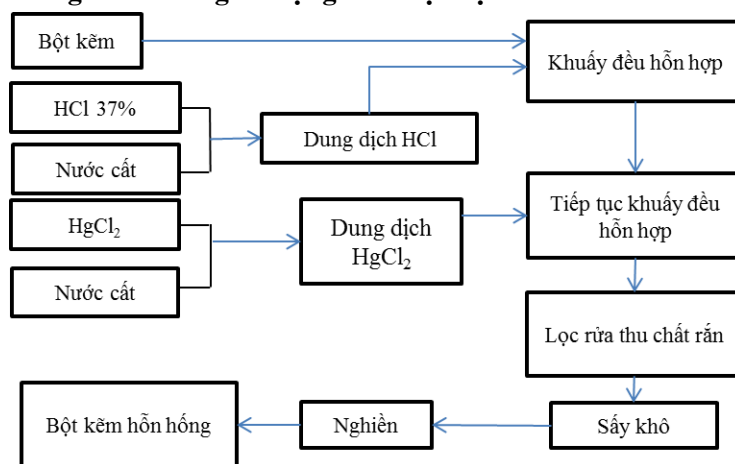 Bột kẽm
Khuấy đều hỗn hợp
HCl 37%
Dung dịch HCl
Nước cất
HgCl₂
Dung dịch
HgCl₂
Tiếp tục khuấy đều
hỗn hợp
Nước cất
Lọc rửa thu chất rắn
Bột kẽm hỗn hống
Nghiền
Sấy khô